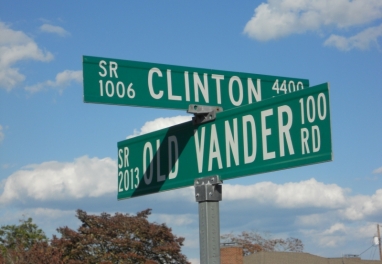 SR 1006 CLINTON 4400
SR 2013 OLD VANDER 100 RD